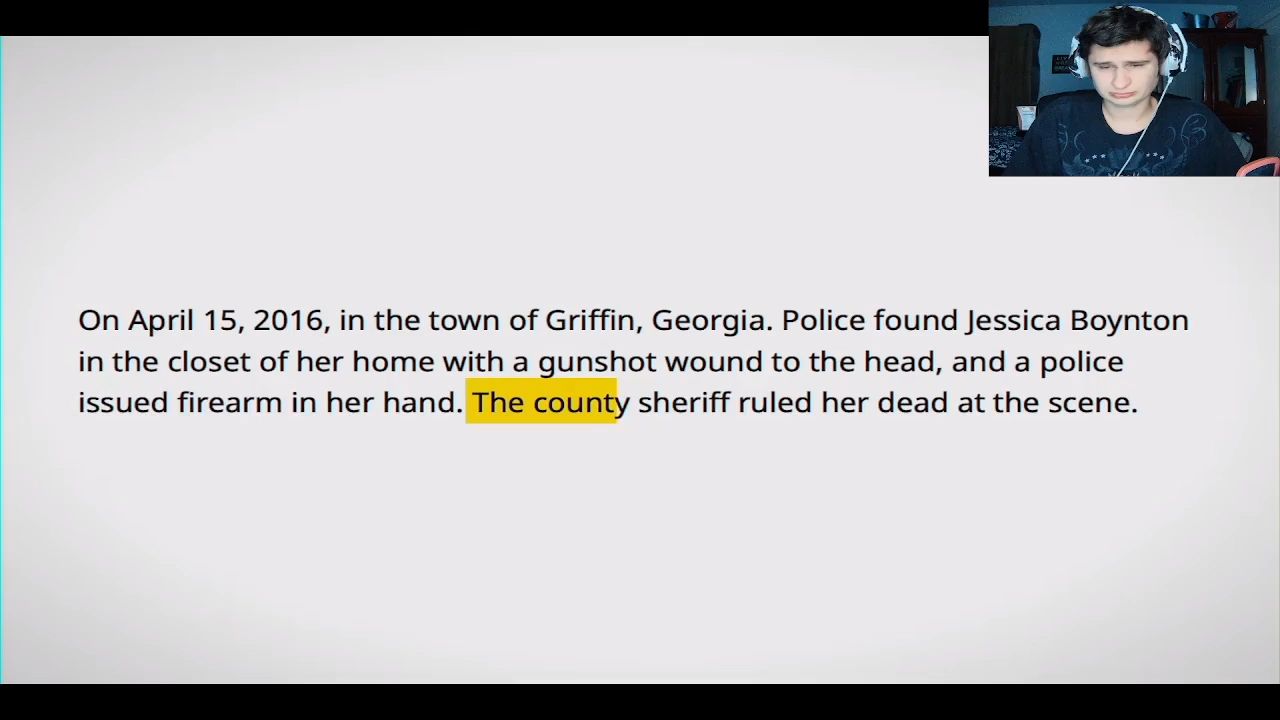 On April 15, 2016, in the town of Griffin, Georgia. Police found Jessica Boynton
in the closet of her home with a gunshot wound to the head, and a police
issued firearm in her hand. The county sheriff ruled her dead at the scene.